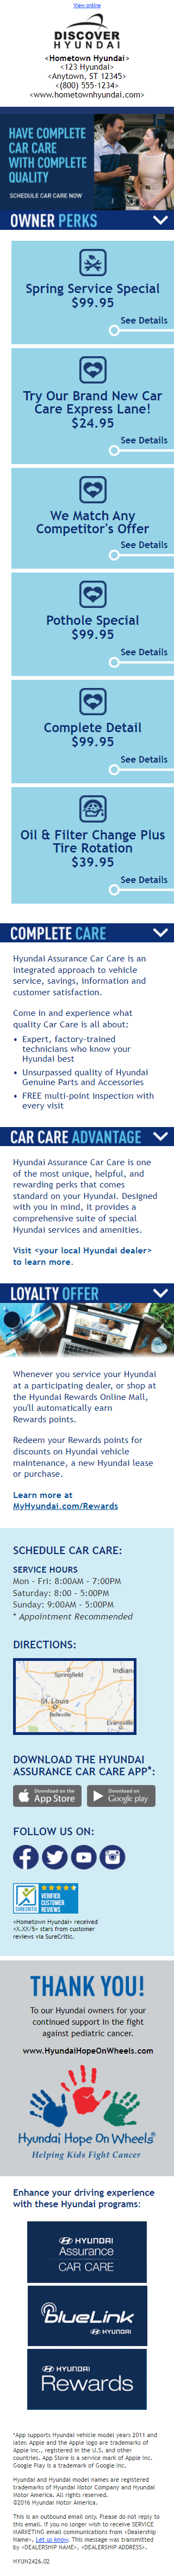 View online
DISCOVER
HYUNDAI
<Hometown Hyundai>
<123 Hyundai>
<Anytown, ST 12345>
<(800) 555-1234>
<www.hometownhyundai.com>
HAVE COMPLETE
CAR CARE
WITH COMPLETE
QUALITY
SCHEDULE CAR CARE NOW
OWNER PERKS
Spring Service Special
$99.95
See Details
Try Our Brand New Car
Care Express Lane!
$24.95
See Details
We Match Any
Competitor's Offer
See Details
Pothole Special
$99.95
See Details
Complete Detail
$99.95
See Details
Oil & Filter Change Plus
Tire Rotation
$39.95
See Details
COMPLETE CARE
Hyundai Assurance Car Care is an
integrated approach to vehicle
service, savings, information and
customer satisfaction.
Come in and experience what
quality Car Care is all about:
• Expert, factory-trained
technicians who know your
Hyundai best
• Unsurpassed quality of Hyundai
Genuine Parts and Accessories
• FREE multi-point inspection with
every visit
CAR CARE ADVANTAGE
Hyundai Assurance Car Care is one
of the most unique, helpful, and
rewarding perks that comes
standard on your Hyundai. Designed
with you in mind, it provides a
comprehensive suite of special
Hyundai services and amenities.
Visit <your local Hyundai dealer>
to learn more.
LOYALTY OFFER
Whenever you service your Hyundai
at a participating dealer, or shop at
the Hyundai Rewards Online Mall,
you'll automatically earn
Rewards points.
Redeem your Rewards points for
discounts on Hyundai vehicle
maintenance, a new Hyundai lease
or purchase.
Learn more at
MyHyundai.com/Rewards
SCHEDULE CAR CARE:
SERVICE HOURS
Mon – Fri: 8:00AM – 7:00PM
Saturday: 8:00 – 5:00PM
Sunday: 9:00AM – 5:00PM
* Appointment Recommended
DIRECTIONS:
Springfield
Indian
St. Louis
Belleville
Evansville
DOWNLOAD THE HYUNDAI
ASSURANCE CAR CARE APP*:
Download on the
App Store
Download on
Google play
FOLLOW US ON:
SURECRITIC
VERIFIED
CUSTOMER
REVIEWS
<Hometown Hyundai> received
<X.XX/5> stars from customer
reviews via SureCritic.
THANK YOU!
To our Hyundai owners for your
continued support in the fight
against pediatric cancer.
www.HyundaiHopeOnWheels.com
Hyundai Hope On Wheels®
Helping Kids Fight Cancer
Enhance your driving experience
with these Hyundai programs:
HYUNDAI
Assurance
CAR CARE
BlueLink
HYUNDAI
HYUNDAI
Rewards
*App supports Hyundai vehicle model years 2011 and
later. Apple and the Apple logo are trademarks of
Apple Inc., registered in the U.S. and other
countries. App Store is a service mark of Apple Inc.
Google Play is a trademark of Google Inc.
Hyundai and Hyundai model names are registered
trademarks of Hyundai Motor Company and Hyundai
Motor America. All rights reserved.
©2016 Hyundai Motor America.
This is an outbound email only. Please do not reply to
this email. If you no longer wish to receive SERVICE
MARKETING email communications from <Dealership
Name>, Let us know. This message was transmitted
by <DEALERSHIP NAME>, <DEALERSHIP ADDRESS>.
HYUN2426.02